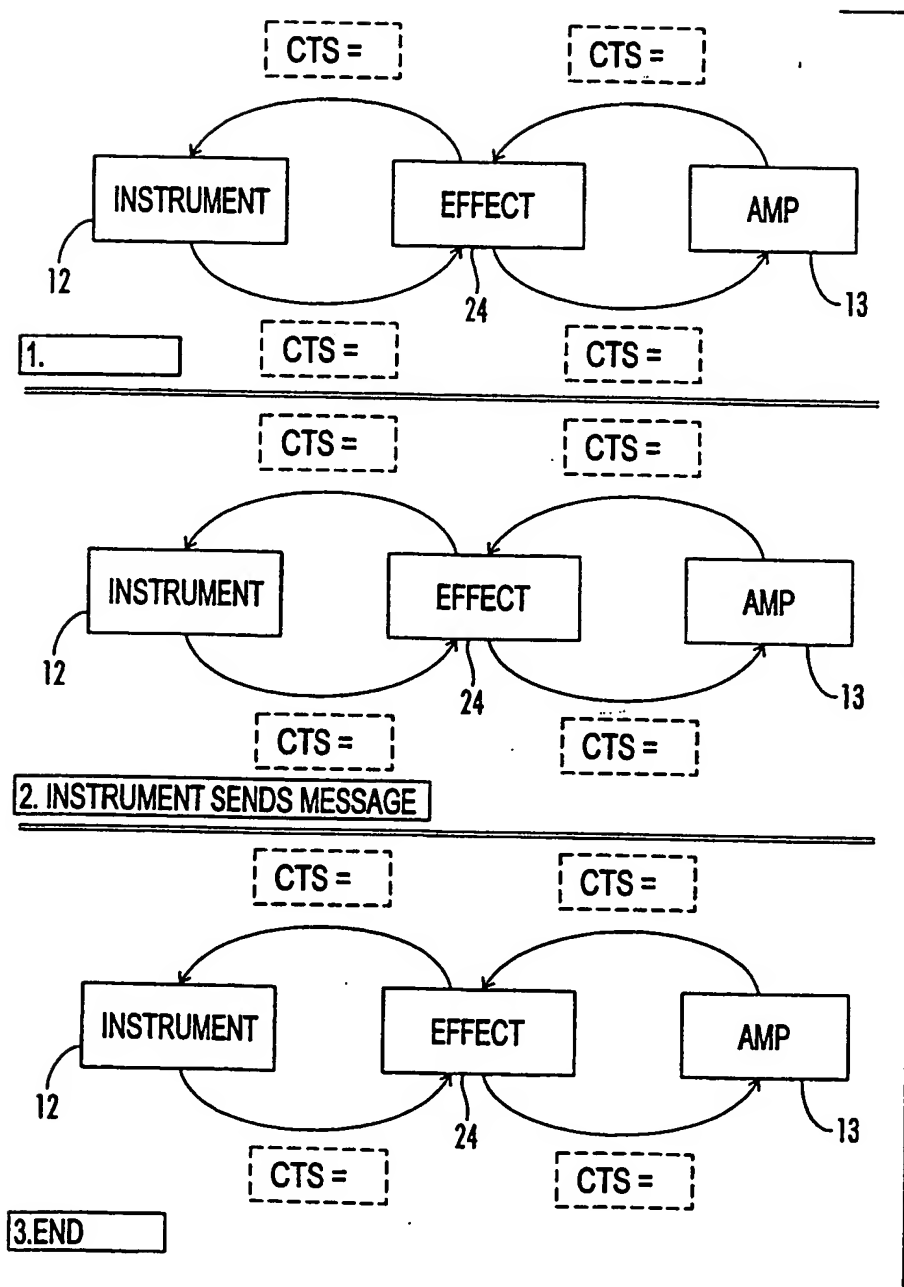 CTS = CTS =
INSTRUMENT EFFECT AMP
12 24 13
CTS = CTS =
1.
CTS = CTS =
INSTRUMENT EFFECT AMP
12 24 13
CTS = CTS =
2. INSTRUMENT SENDS MESSAGE
CTS = CTS =
INSTRUMENT EFFECT AMP
12 24 13
CTS = CTS =
3.END